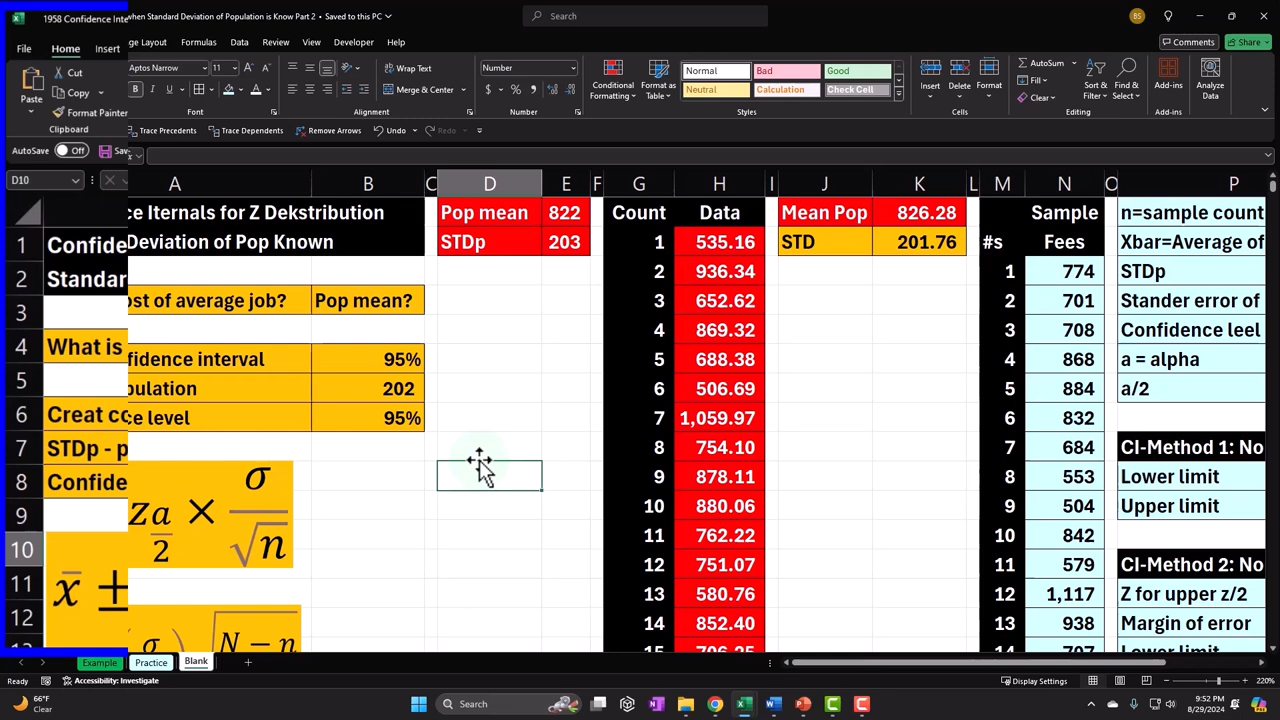 1958 Confidence Inte
when Standard Deviation of Population is Know Part 2 • Saved to this PC
Search
BS
File
Home
Insert
ge Layout
Formulas
Data
Review
View
Developer
Help
Comments
Share
Paste
Cut
Copy
Format Painter
Clipboard
Aptos Narrow
11
B
I
U
Wrap Text
Merge & Center
Alignment
Number
$
%
Number
Conditional Formatting
Format as Table
Normal
Bad
Good
Neutral
Calculation
Check Cell
Styles
Insert
Delete
Format
Cells
AutoSum
Fill
Clear
Sort & Filter
Find & Select
Editing
Add-ins
Add-ins
Analyze Data
AutoSave
Off
Sav
Trace Precedents
Trace Dependents
Remove Arrows
Undo
Redo
D10
A B C D E F G H I J K L M N O P
ce Iternals for Z Dekstribution
Pop mean 822
Count Data
Mean Pop 826.28
Sample
n=sample count
1 Confide
Deviation of Pop Known
STDp 203
1 535.16
STD 201.76
#s Fees
Xbar=Average of
2 Standar
2 936.34
1 774
STDp
3
ost of average job? Pop mean?
3 652.62
2 701
Stander error of
4 What is
4 869.32
3 708
Confidence leel
5
fidence interval 95%
5 688.38
4 868
a = alpha
6 Creat co
pulation 202
6 506.69
5 884
a/2
7 STDp - p
ce level 95%
7 1,059.97
6 832
8 Confide
8 754.10
7 684
CI-Method 1: No
9
za/2 × σ/√n
9 878.11
8 553
Lower limit
10
10 880.06
9 504
Upper limit
11 x̄ ±
11 762.22
10 842
12
12 751.07
11 579
CI-Method 2: No
13 580.76
12 1,117
Z for upper z/2
14 852.40
13 938
Margin of error
σ ) √N − n
Example
Practice
Blank
Ready
Accessibility: Investigate
Display Settings
220%
66°F
Clear
Search
9:52 PM
8/29/2024